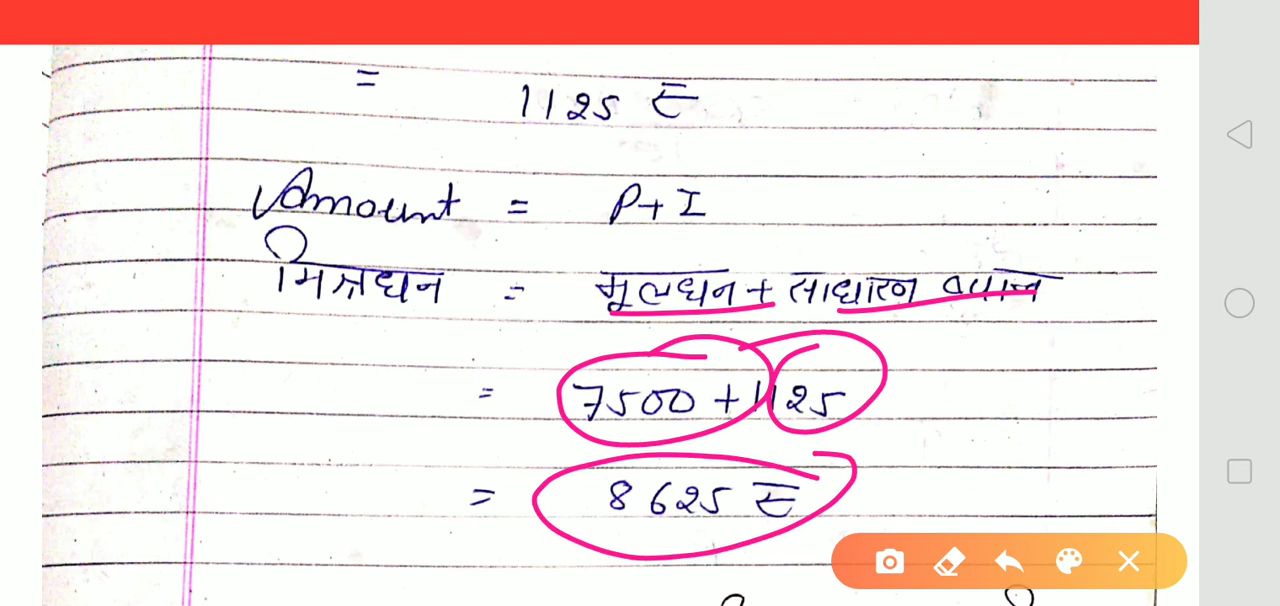 = 1125 ₹
Amount = P+I
मिश्रधन = मूलधन + साधारण ब्याज
= 7500 + 1125
= 8625 ₹